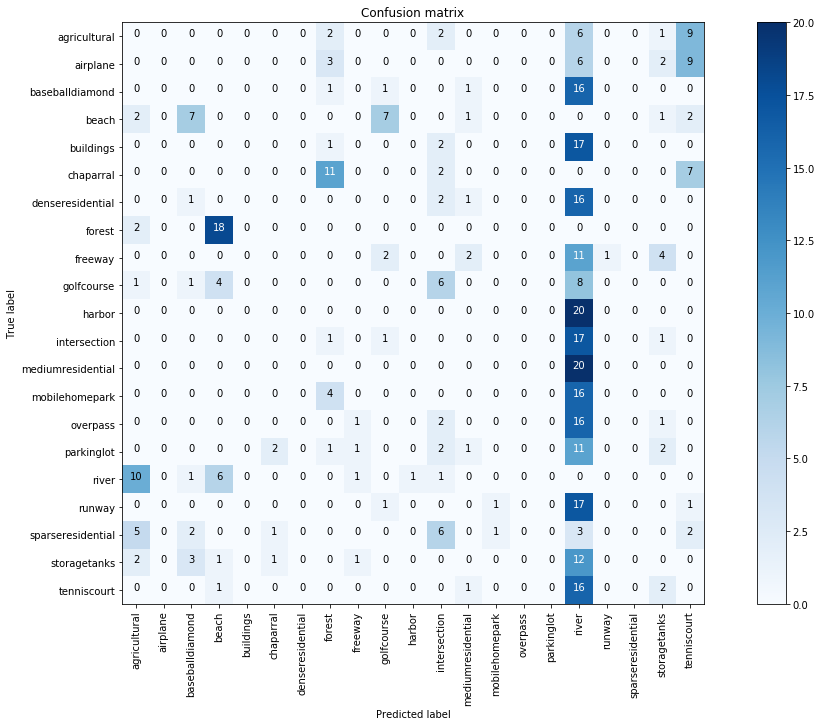 Confusion matrix
True label
agricultural 0 0 0 0 0 0 0 2 0 0 0 2 0 0 0 0 6 0 0 1 9
airplane 0 0 0 0 0 0 0 3 0 0 0 0 0 0 0 0 6 0 0 2 9
baseballdiamond 0 0 0 0 0 0 0 1 0 1 0 0 1 0 0 0 16 0 0 0 0
beach 2 0 7 0 0 0 0 0 0 7 0 0 1 0 0 0 0 0 0 1 2
buildings 0 0 0 0 0 0 0 1 0 0 0 2 0 0 0 0 17 0 0 0 0
chaparral 0 0 0 0 0 0 0 11 0 0 0 2 0 0 0 0 0 0 0 0 7
denseresidential 0 0 1 0 0 0 0 0 0 0 0 2 1 0 0 0 16 0 0 0 0
forest 2 0 0 18 0 0 0 0 0 0 0 0 0 0 0 0 0 0 0 0 0
freeway 0 0 0 0 0 0 0 0 0 2 0 0 2 0 0 0 11 1 0 4 0
golfcourse 1 0 1 4 0 0 0 0 0 0 0 6 0 0 0 0 8 0 0 0 0
harbor 0 0 0 0 0 0 0 0 0 0 0 0 0 0 0 0 20 0 0 0 0
intersection 0 0 0 0 0 0 0 1 0 1 0 0 0 0 0 0 17 0 0 1 0
mediumresidential 0 0 0 0 0 0 0 0 0 0 0 0 0 0 0 0 20 0 0 0 0
mobilehomepark 0 0 0 0 0 0 0 4 0 0 0 0 0 0 0 0 16 0 0 0 0
overpass 0 0 0 0 0 0 0 0 1 0 0 2 0 0 0 0 16 0 0 1 0
parkinglot 0 0 0 0 0 2 0 1 1 0 0 2 1 0 0 0 11 0 0 2 0
river 10 0 1 6 0 0 0 0 1 0 1 1 0 0 0 0 0 0 0 0 0
runway 0 0 0 0 0 0 0 0 0 1 0 0 0 1 0 0 17 0 0 0 1
sparseresidential 5 0 2 0 0 1 0 0 0 0 0 6 0 1 0 0 3 0 0 0 2
storagetanks 2 0 3 1 0 1 0 0 1 0 0 0 0 0 0 0 12 0 0 0 0
tenniscourt 0 0 0 1 0 0 0 0 0 0 0 0 1 0 0 0 16 0 0 2 0
agricultural
airplane
baseballdiamond
beach
buildings
chaparral
denseresidential
forest
freeway
golfcourse
harbor
intersection
mediumresidential
mobilehomepark
overpass
parkinglot
river
runway
sparseresidential
storagetanks
tenniscourt
Predicted label
20.0
17.5
15.0
12.5
10.0
7.5
5.0
2.5
0.0